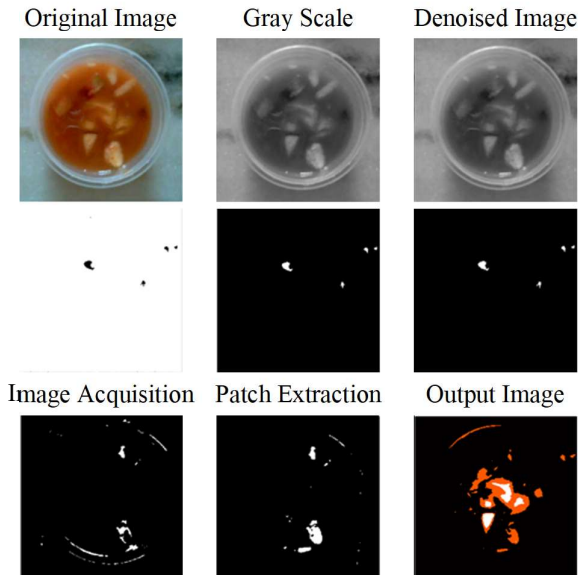 Original Image
Gray Scale
Denoised Image
Image Acquisition
Patch Extraction
Output Image